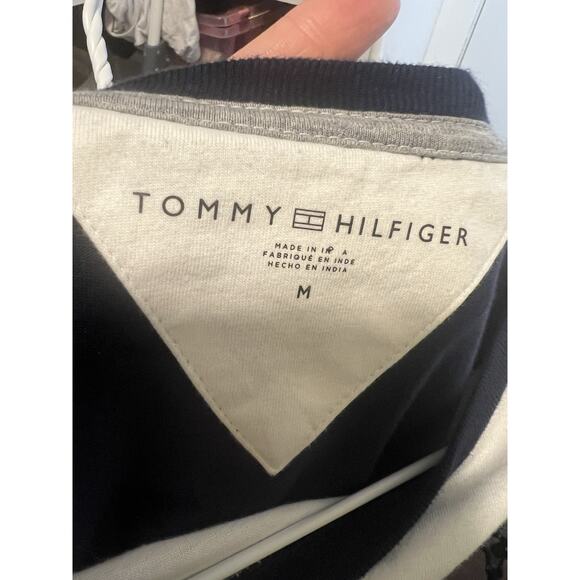 TOMMY HILFIGER
MADE IN
FABRIQUÉ EN INDE
HECHO EN INDIA
M